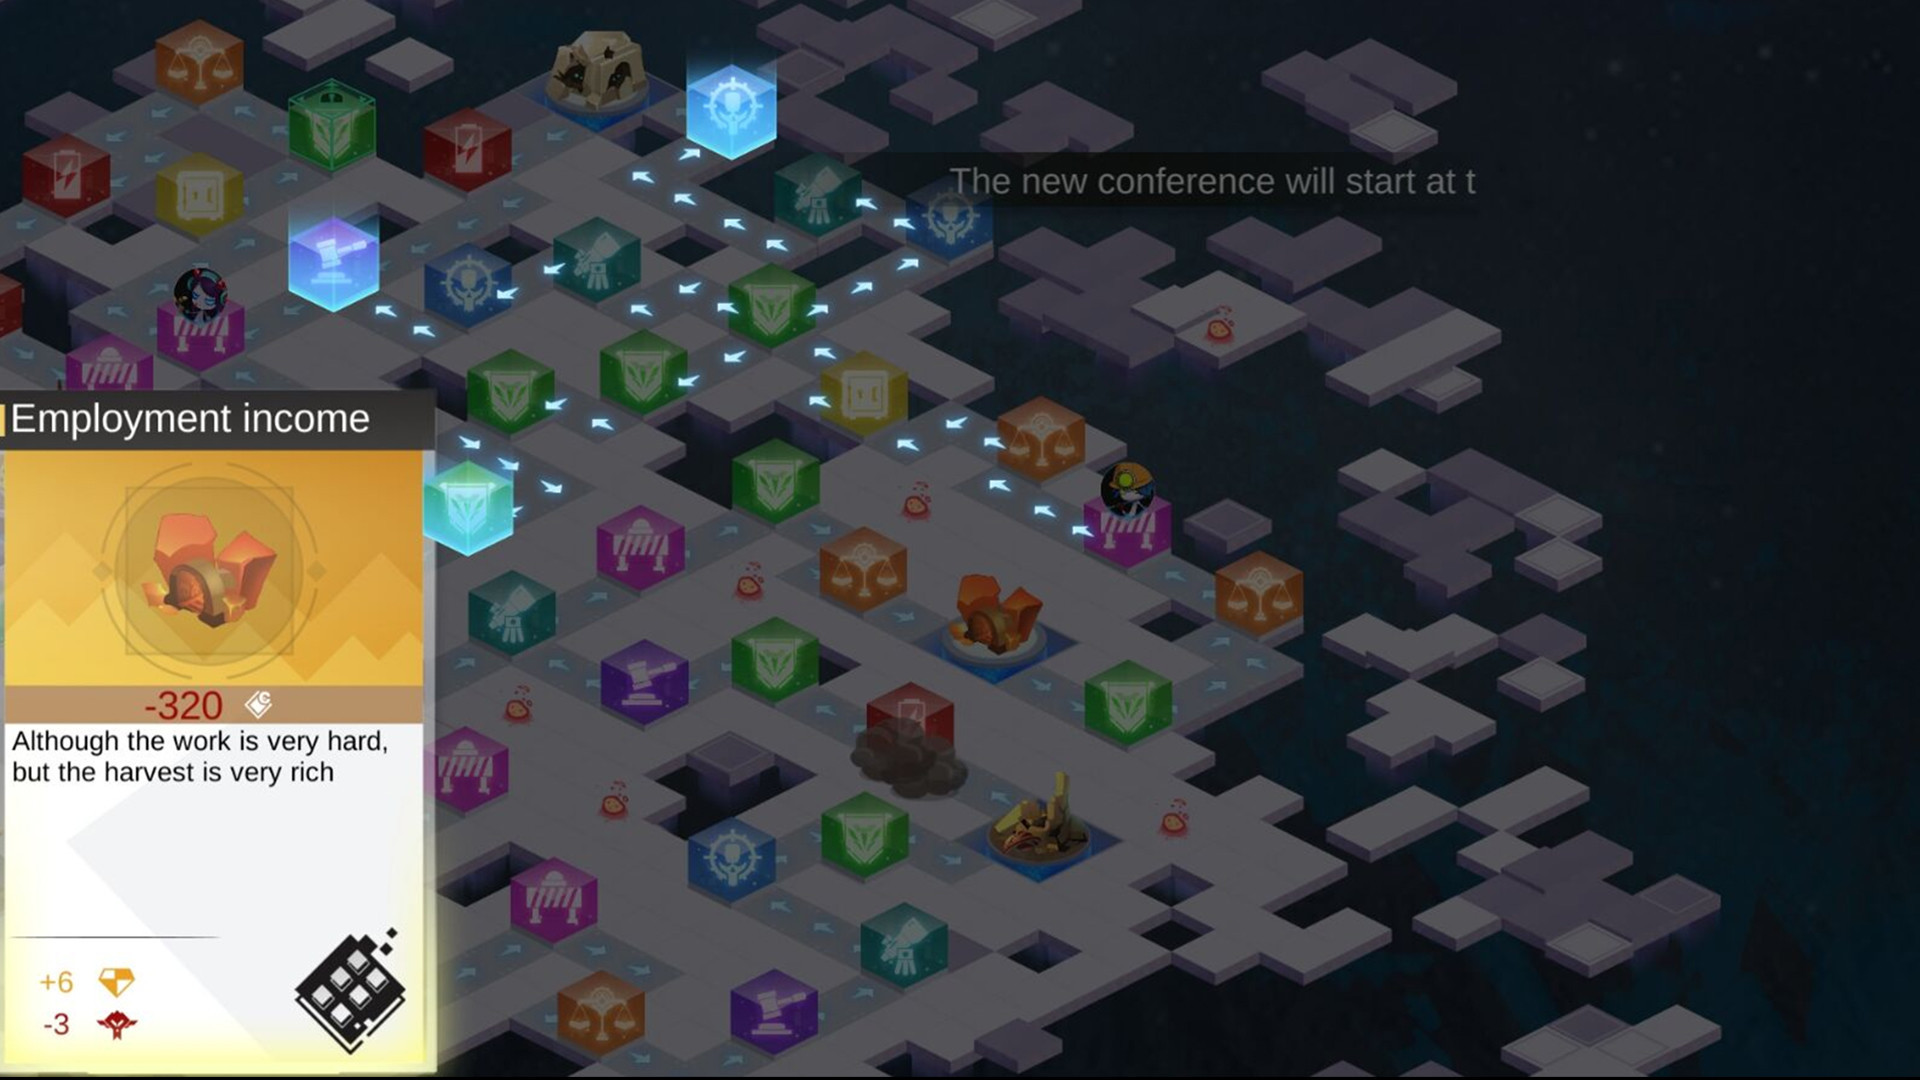 The new conference will start at t
Employment income
-320
Although the work is very hard,
but the harvest is very rich
+6
-3